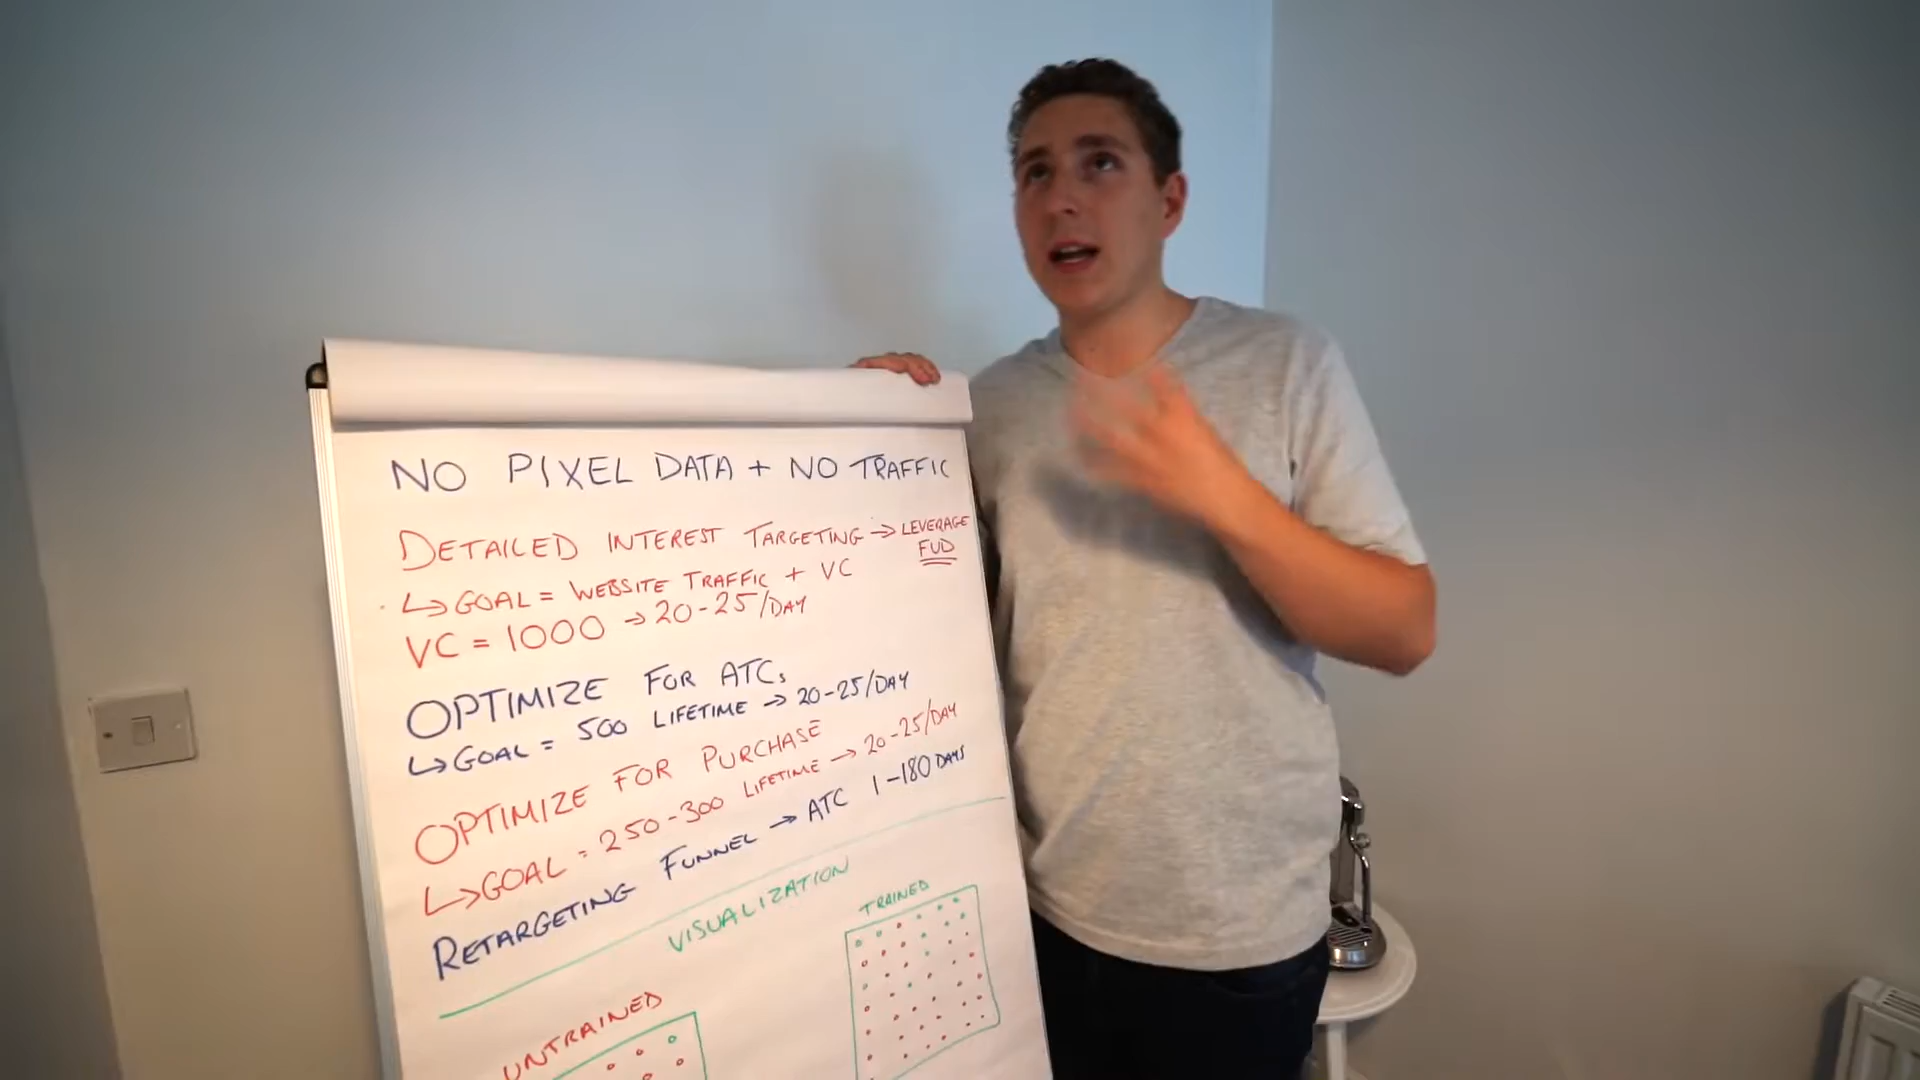 NO PIXEL DATA + NO TRAFFIC
DETAILED INTEREST TARGETING → LEVERAGE
FUD
↳ GOAL = WEBSITE TRAFFIC + VC
VC = 1000 → 20-25/DAY
OPTIMIZE FOR ATCs
↳ GOAL = 500 LIFETIME → 20-25/DAY
OPTIMIZE FOR PURCHASE
↳ GOAL = 250-300 LIFETIME → 20-25/DAY
RETARGETING FUNNEL → ATC 1-180 DAYS
VISUALIZATION
UNTRAINED
TRAINED